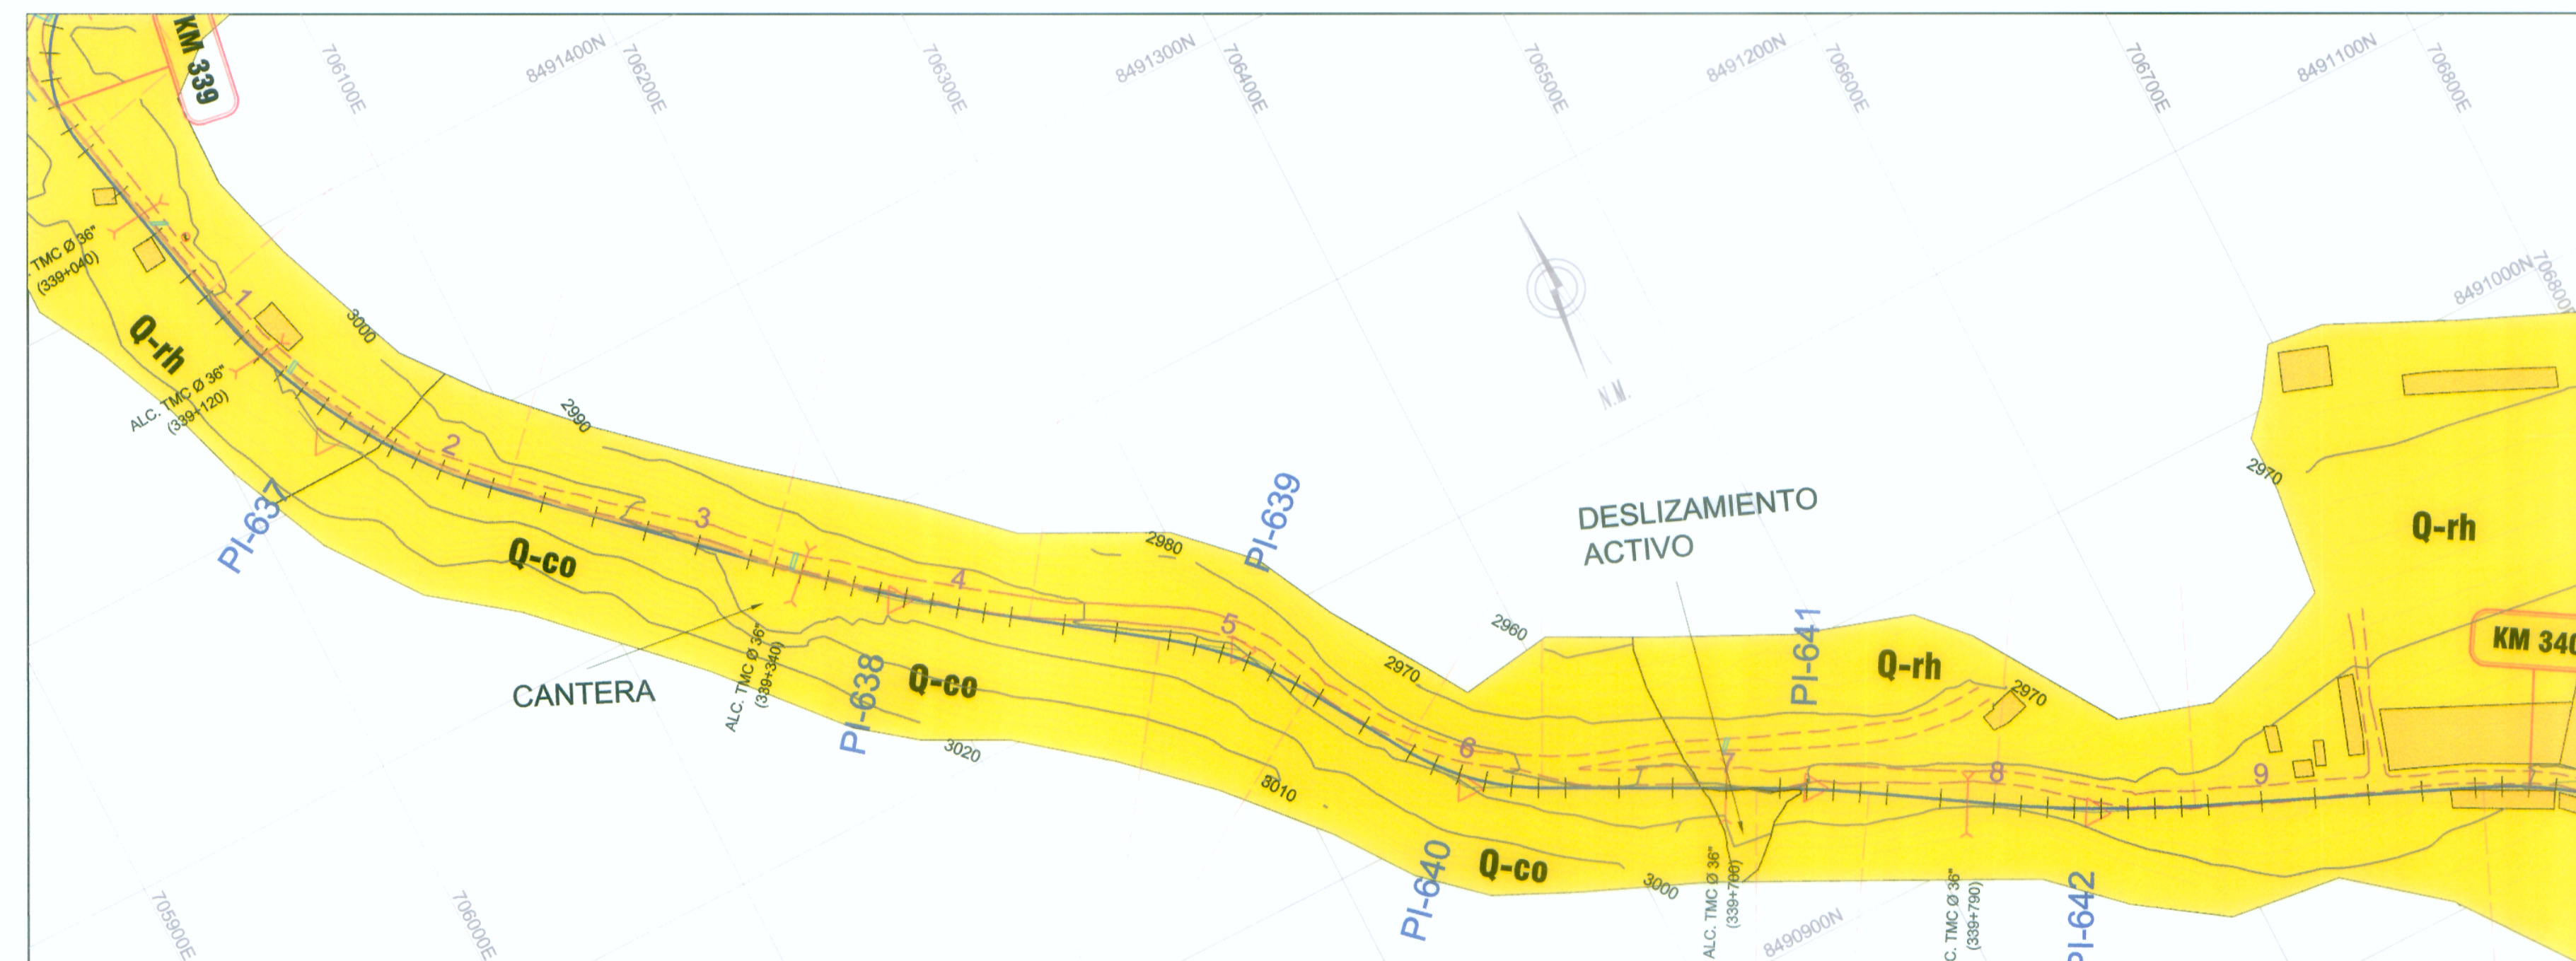 KM 339
706100E
8491400N
706200E
706300E
8491300N
706400E
706500E
8491200N
706600E
706700E
8491100N
706800E
TMC Ø 36"
(339+040)
1
Q-rh
3000
ALC. TMC Ø 36"
(339+120)
2
2990
PI-637
Q-co
3
CANTERA
ALC. TMC Ø 36"
(339+340)
PI-638
4
2980
Q-co
3020
5
PI-639
N.M.
DESLIZAMIENTO
ACTIVO
2960
2970
6
3010
PI-640
Q-co
3000
7
ALC. TMC Ø 36"
(339+700)
PI-641
Q-rh
2970
8
C. TMC Ø 36"
(339+790)
PI-642
9
8491000N
706800E
2970
Q-rh
KM 340
705900E
706000E
8490900N